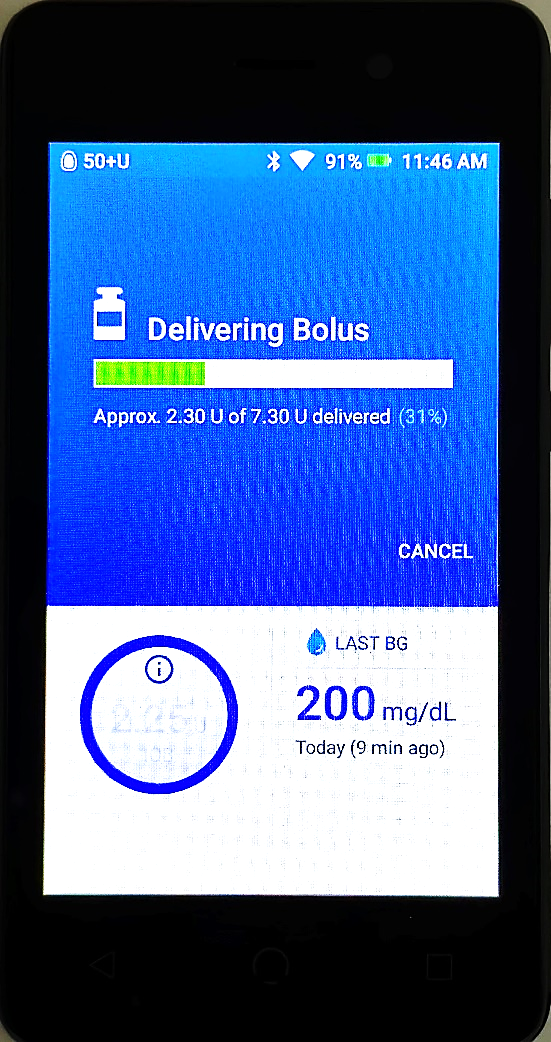 50+U 91% 11:46 AM
Delivering Bolus
Approx. 2.30 U of 7.30 U delivered (31%)
CANCEL
LAST BG
200 mg/dL
Today (9 min ago)